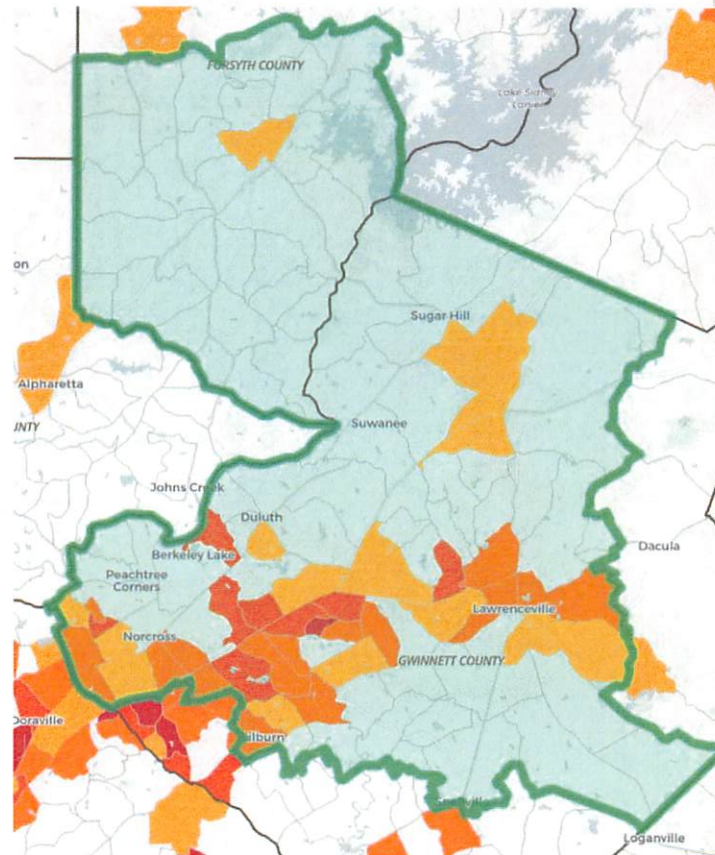 FORSYTH COUNTY
Lake Sidney
Lanier
on
Sugar Hill
Alpharetta
UNTY
Suwanee
Johns Creek
Duluth
Berkeley Lake
Dacula
Peachtree
Corners
Lawrenceville
Norcross
GWINNETT COUNTY
Doraville
ilburn
Loganville